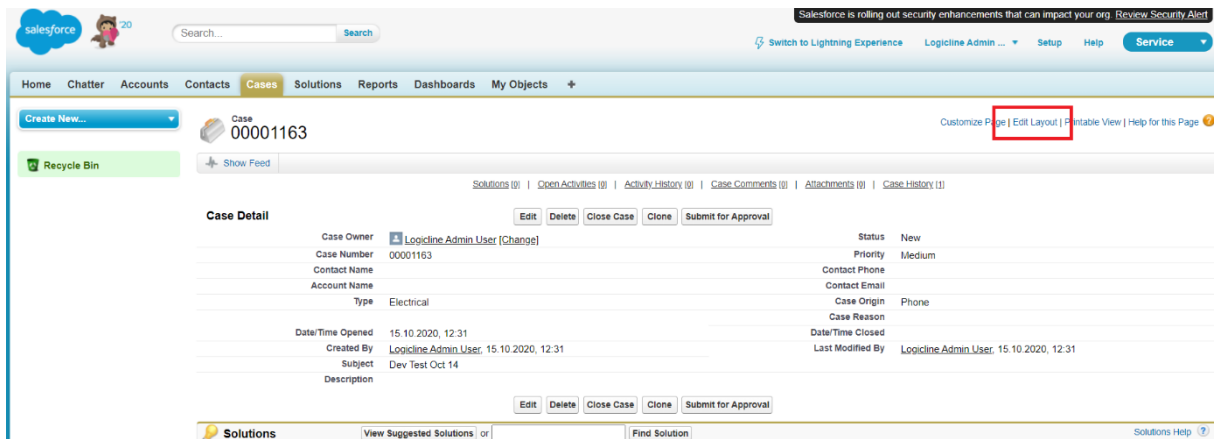 Salesforce is rolling out security enhancements that can impact your org. Review Security Alert
salesforce
'20
Search...
Search
Switch to Lightning Experience
Logicline Admin ...
Setup
Help
Service
Home Chatter Accounts Contacts Cases Solutions Reports Dashboards My Objects +
Create New...
Recycle Bin
Case
00001163
Customize Page | Edit Layout | Printable View | Help for this Page ?
Show Feed
Solutions [0] | Open Activities [0] | Activity History [0] | Case Comments [0] | Attachments [0] | Case History [1]
Case Detail
Edit Delete Close Case Clone Submit for Approval
Case Owner Logicline Admin User [Change] Status New
Case Number 00001163 Priority Medium
Contact Name Contact Phone
Account Name Contact Email
Type Electrical Case Origin Phone
Case Reason
Date/Time Opened 15.10.2020, 12:31 Date/Time Closed
Created By Logicline Admin User, 15.10.2020, 12:31 Last Modified By Logicline Admin User, 15.10.2020, 12:31
Subject Dev Test Oct 14
Description
Edit Delete Close Case Clone Submit for Approval
Solutions View Suggested Solutions or Find Solution Solutions Help ?